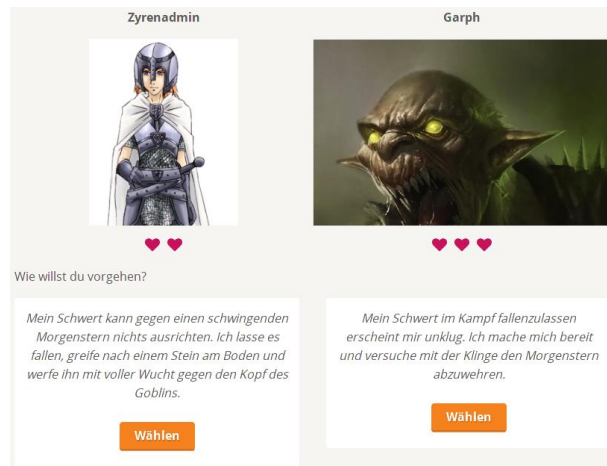 Zyrenadmin
Garph
Wie willst du vorgehen?
Mein Schwert kann gegen einen schwingenden
Morgenstern nichts ausrichten. Ich lasse es
fallen, greife nach einem Stein am Boden und
werfe ihn mit voller Wucht gegen den Kopf des
Goblins.
Wählen
Mein Schwert im Kampf fallenzulassen
erscheint mir unklug. Ich mache mich bereit
und versuche mit der Klinge den Morgenstern
abzuwehren.
Wählen